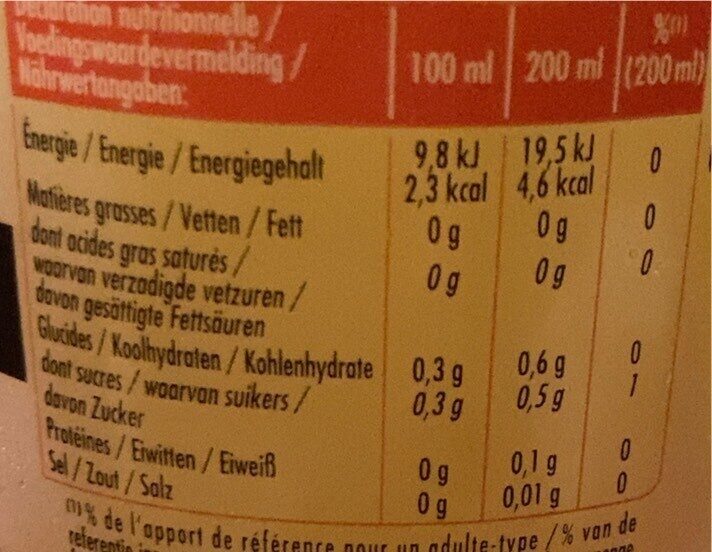 Déclaration nutritionnelle /
Voedingswaardevermelding /
Nährwertangaben:
100 ml 200 ml %(1) (200 ml)
Énergie / Energie / Energiegehalt 9,8 kJ 19,5 kJ 0
2,3 kcal 4,6 kcal
Matières grasses / Vetten / Fett 0 g 0 g 0
dont acides gras saturés / 0 g 0 g 0
waarvan verzadigde vetzuren /
davon gesättigte Fettsäuren
Glucides / Koolhydraten / Kohlenhydrate 0,3 g 0,6 g 0
dont sucres / waarvan suikers / 0,3 g 0,5 g 1
davon Zucker
Protéines / Eiwitten / Eiweiß 0 g 0,1 g 0
Sel / Zout / Salz 0 g 0,01 g 0
(1) % de l'apport de référence pour un adulte-type / % van de